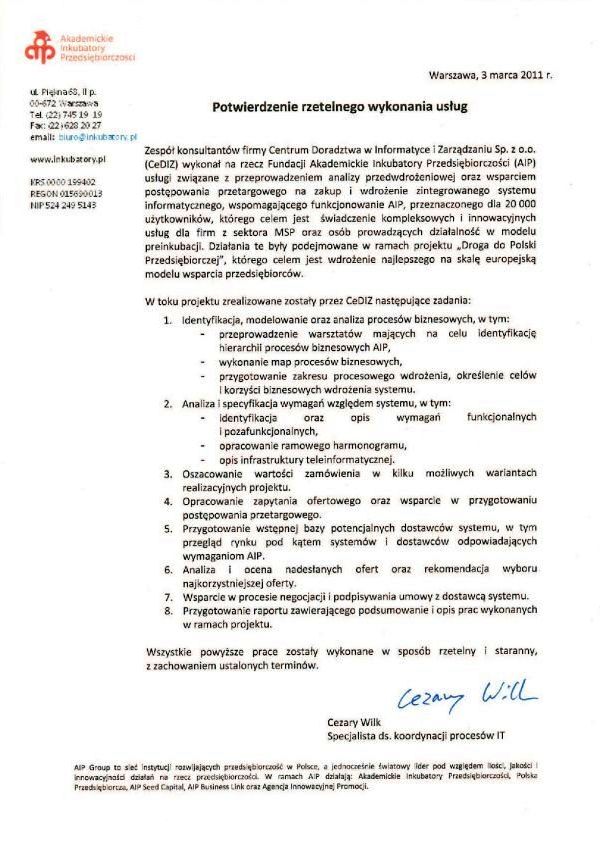 Akademickie
Inkubatory
Przedsiębiorczości
Warszawa, 3 marca 2011 r.
ul. Piękna 68, II p.
00-672 Warszawa
Tel. (22) 745 19 19
Fax: (22) 628 20 27
email: biuro@inkubatory.pl
www.inkubatory.pl
KRS 0000 199402
REGON 015690013
NIP 524 249 5143
Potwierdzenie rzetelnego wykonania usług
Zespół konsultantów firmy Centrum Doradztwa w Informatyce i Zarządzaniu Sp. z o.o.
(CeDIZ) wykonał na rzecz Fundacji Akademickie Inkubatory Przedsiębiorczości (AIP)
usługi związane z przeprowadzeniem analizy przedwdrożeniowej oraz wsparciem
postępowania przetargowego na zakup i wdrożenie zintegrowanego systemu
informatycznego, wspomagającego funkcjonowanie AIP, przeznaczonego dla 20 000
użytkowników, którego celem jest świadczenie kompleksowych i innowacyjnych
usług dla firm z sektora MSP oraz osób prowadzących działalność w modelu
preinkubacji. Działania te były podejmowane w ramach projektu „Droga do Polski
Przedsiębiorczej", którego celem jest wdrożenie najlepszego na skalę europejską
modelu wsparcia przedsiębiorców.
W toku projektu zrealizowane zostały przez CeDIZ następujące zadania:
1. Identyfikacja, modelowanie oraz analiza procesów biznesowych, w tym:
- przeprowadzenie warsztatów mających na celu identyfikację
hierarchii procesów biznesowych AIP,
- wykonanie map procesów biznesowych,
- przygotowanie zakresu procesowego wdrożenia, określenie celów
i korzyści biznesowych wdrożenia systemu.
2. Analiza i specyfikacja wymagań względem systemu, w tym:
- identyfikacja oraz opis wymagań funkcjonalnych
i pozafunkcjonalnych,
- opracowanie ramowego harmonogramu,
- opis infrastruktury teleinformatycznej.
3. Oszacowanie wartości zamówienia w kilku możliwych wariantach
realizacyjnych projektu.
4. Opracowanie zapytania ofertowego oraz wsparcie w przygotowaniu
postępowania przetargowego.
5. Przygotowanie wstępnej bazy potencjalnych dostawców systemu, w tym
przegląd rynku pod kątem systemów i dostawców odpowiadających
wymaganiom AIP.
6. Analiza i ocena nadesłanych ofert oraz rekomendacja wyboru
najkorzystniejszej oferty.
7. Wsparcie w procesie negocjacji i podpisywania umowy z dostawcą systemu.
8. Przygotowanie raportu zawierającego podsumowanie i opis prac wykonanych
w ramach projektu.
Wszystkie powyższe prace zostały wykonane w sposób rzetelny i staranny,
z zachowaniem ustalonych terminów.
Cezary Wilk
Cezary Wilk
Specjalista ds. koordynacji procesów IT
AIP Group to sieć instytucji rozwijających przedsiębiorczość w Polsce, a jednocześnie światowy lider pod względem ilości, jakości i
innowacyjności działań na rzecz przedsiębiorczości. W ramach AIP działają: Akademickie Inkubatory Przedsiębiorczości, Polska
Przedsiębiorcza, AIP Seed Capital, AIP Business Link oraz Agencja Innowacyjnej Promocji.